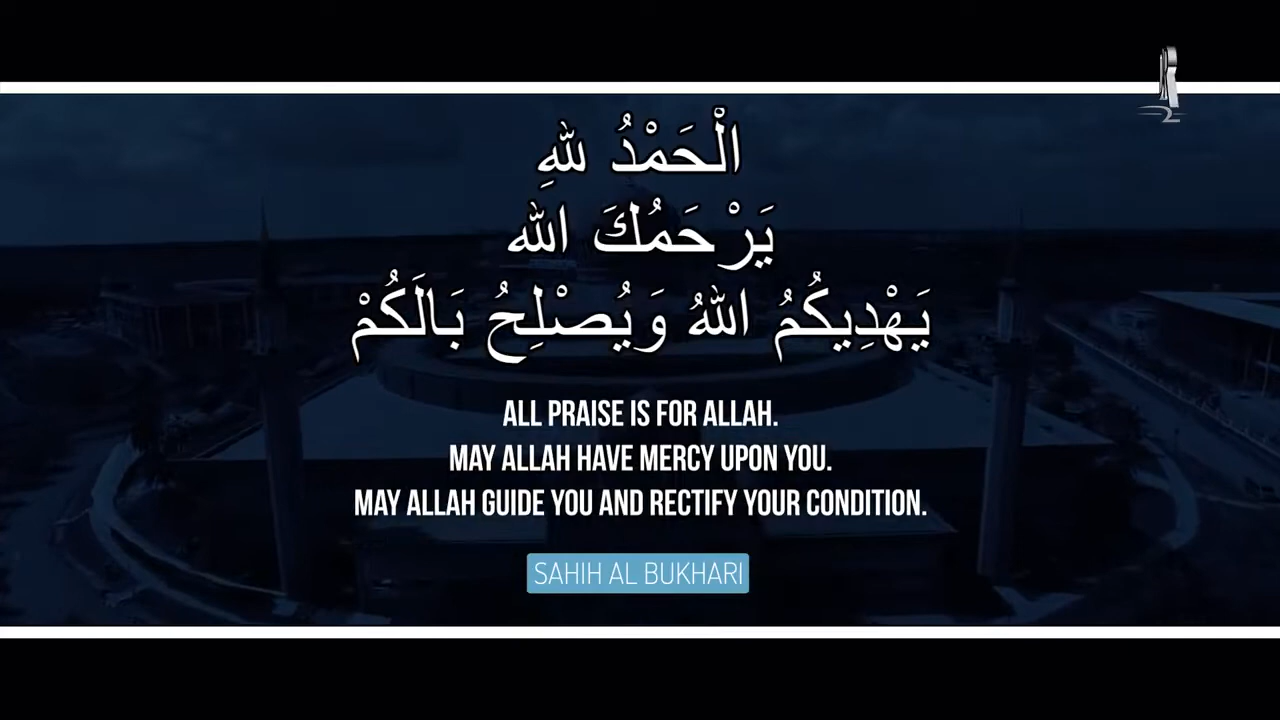 الْحَمْدُ للهِ
يَرْحَمُكَ الله
يَهْدِيكُمُ اللهُ وَيُصْلِحُ بَالَكُمْ
ALL PRAISE IS FOR ALLAH.
MAY ALLAH HAVE MERCY UPON YOU.
MAY ALLAH GUIDE YOU AND RECTIFY YOUR CONDITION.
SAHIH AL BUKHARI